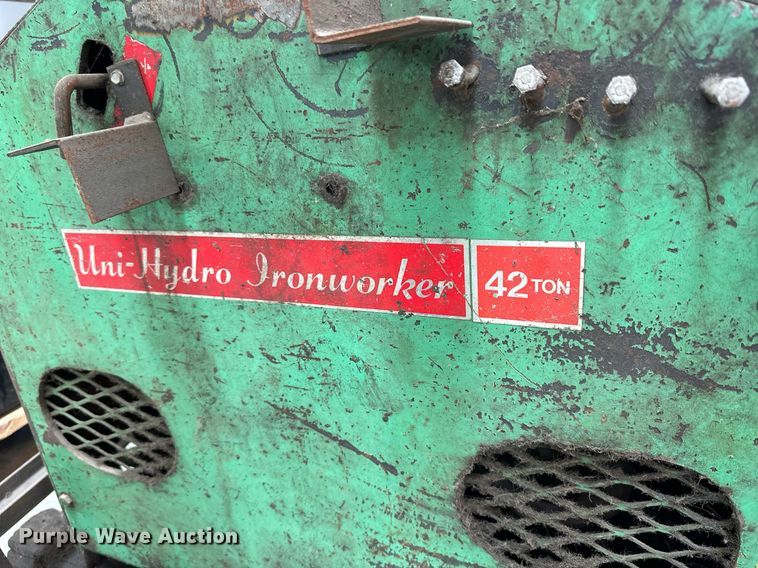 Uni-Hydro Ironworker 42 TON
Purple Wave Auction